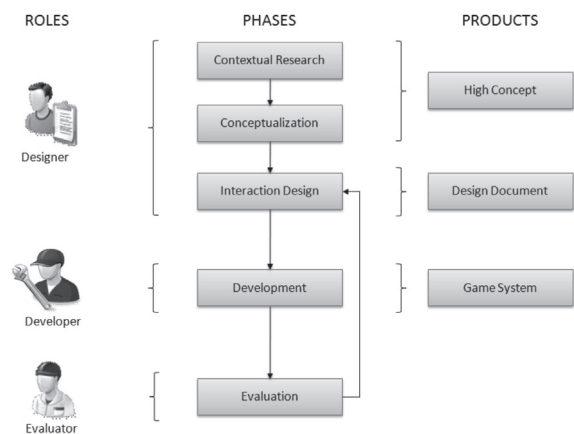 ROLES
PHASES
PRODUCTS
Contextual Research
High Concept
Conceptualization
Designer
Interaction Design
Design Document
Development
Game System
Developer
Evaluation
Evaluator